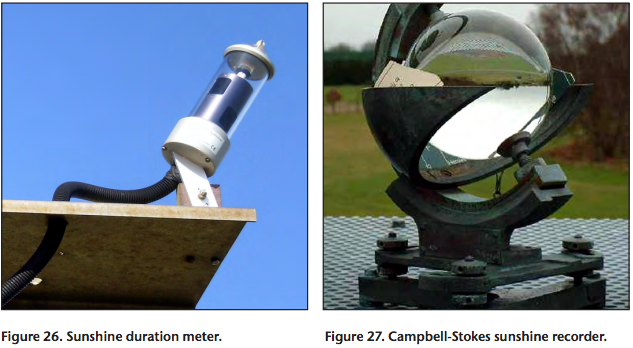 Figure 26. Sunshine duration meter.
Figure 27. Campbell-Stokes sunshine recorder.